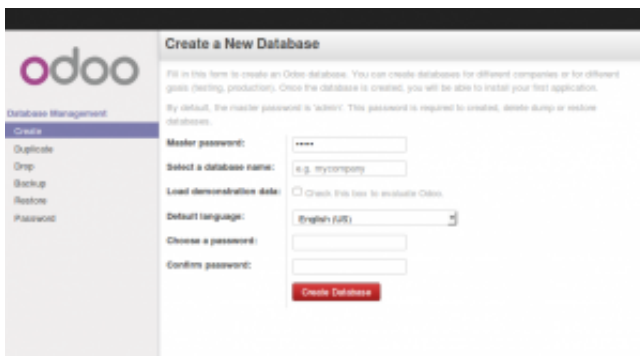 odoo
Database Management
Create
Duplicate
Drop
Backup
Restore
Password
Create a New Database
Fill in this form to create an Odoo database. You can create databases for different companies or for different
goals (testing, production). Once the database is created, you will be able to install your first application.
By default, the master password is 'admin'. This password is required to created, delete dump or restore
databases.
Master password: •••••
Select a database name: e.g. mycompany
Load demonstration data: Check this box to evaluate Odoo.
Default language: English (US)
Choose a password:
Confirm password:
Create Database